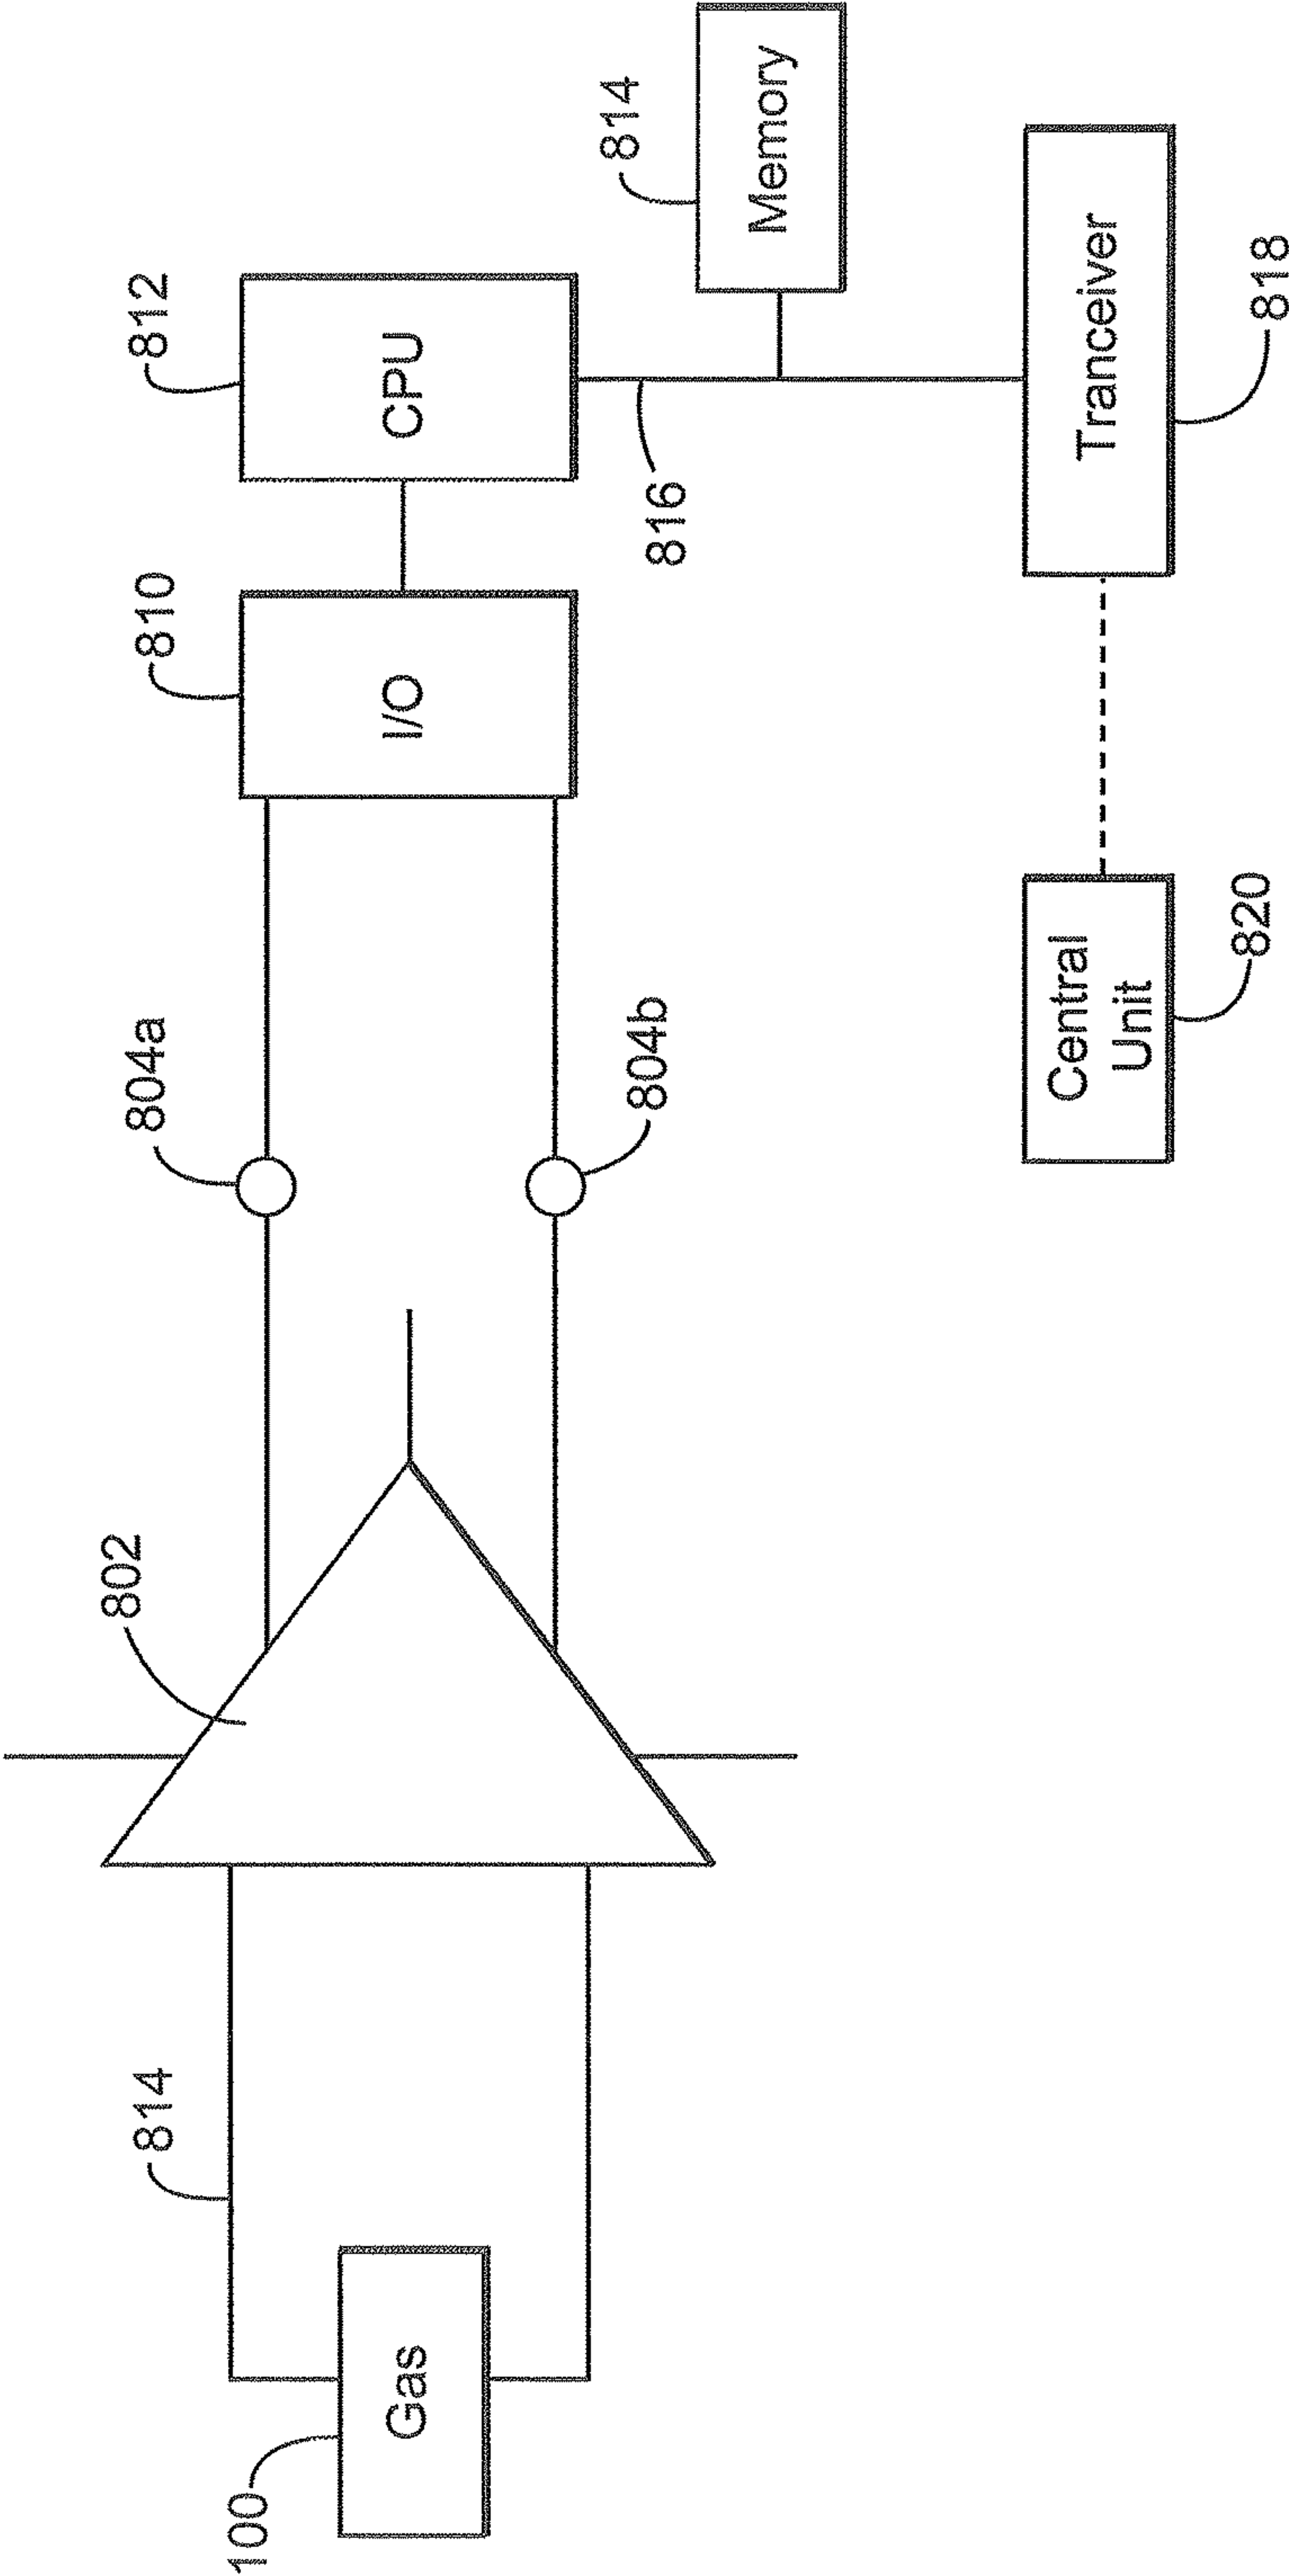 100
Gas
814
802
804a
804b
810
I/O
812
CPU
816
814
Memory
Tranceiver
818
Central
Unit
820